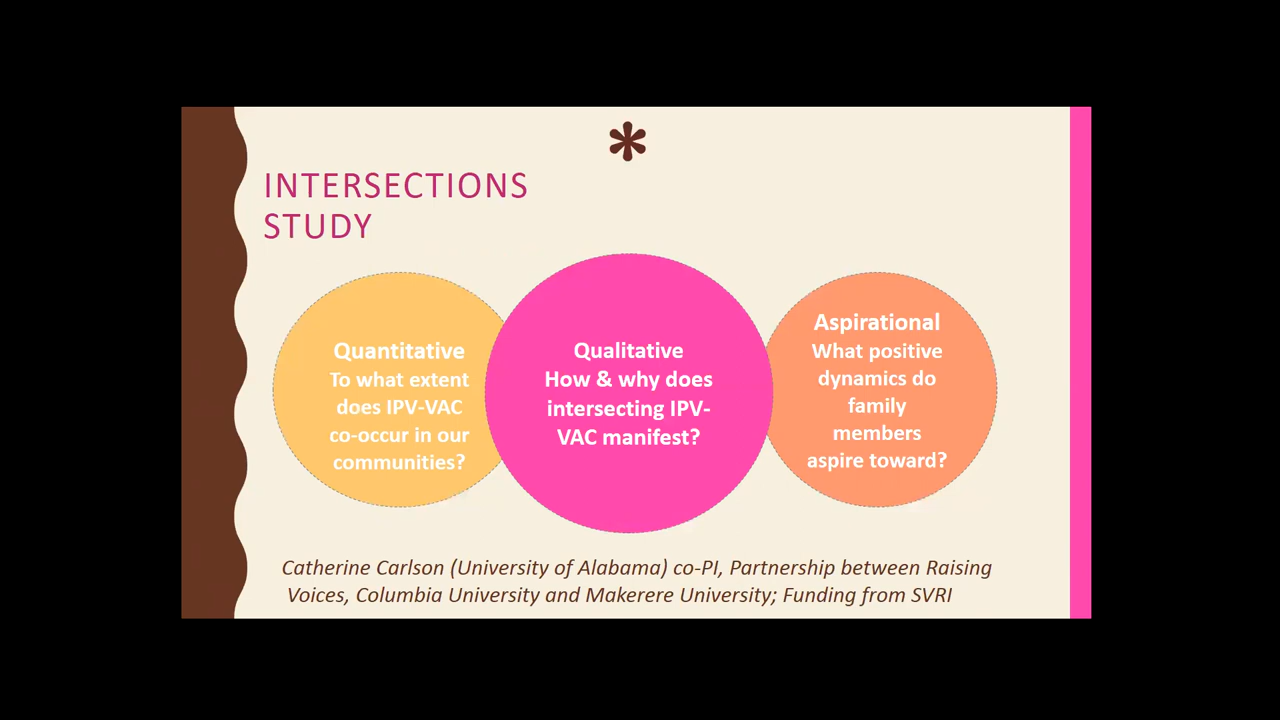 *
INTERSECTIONS
STUDY
Quantitative
To what extent
does IPV-VAC
co-occur in our
communities?
Qualitative
How & why does
intersecting IPV-
VAC manifest?
Aspirational
What positive
dynamics do
family
members
aspire toward?
Catherine Carlson (University of Alabama) co-PI, Partnership between Raising
Voices, Columbia University and Makerere University; Funding from SVRI